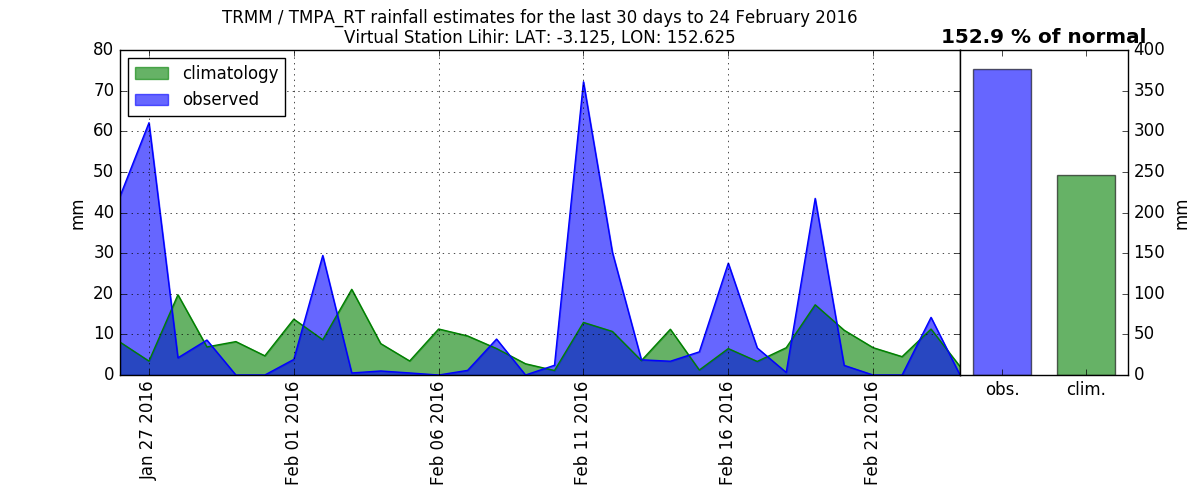 TRMM / TMPA_RT rainfall estimates for the last 30 days to 24 February 2016
Virtual Station Lihir: LAT: -3.125, LON: 152.625
152.9 % of normal
climatology
observed
80
70
60
50
40
30
20
10
0
mm
400
350
300
250
200
150
100
50
0
mm
Jan 27 2016
Feb 01 2016
Feb 06 2016
Feb 11 2016
Feb 16 2016
Feb 21 2016
obs.
clim.